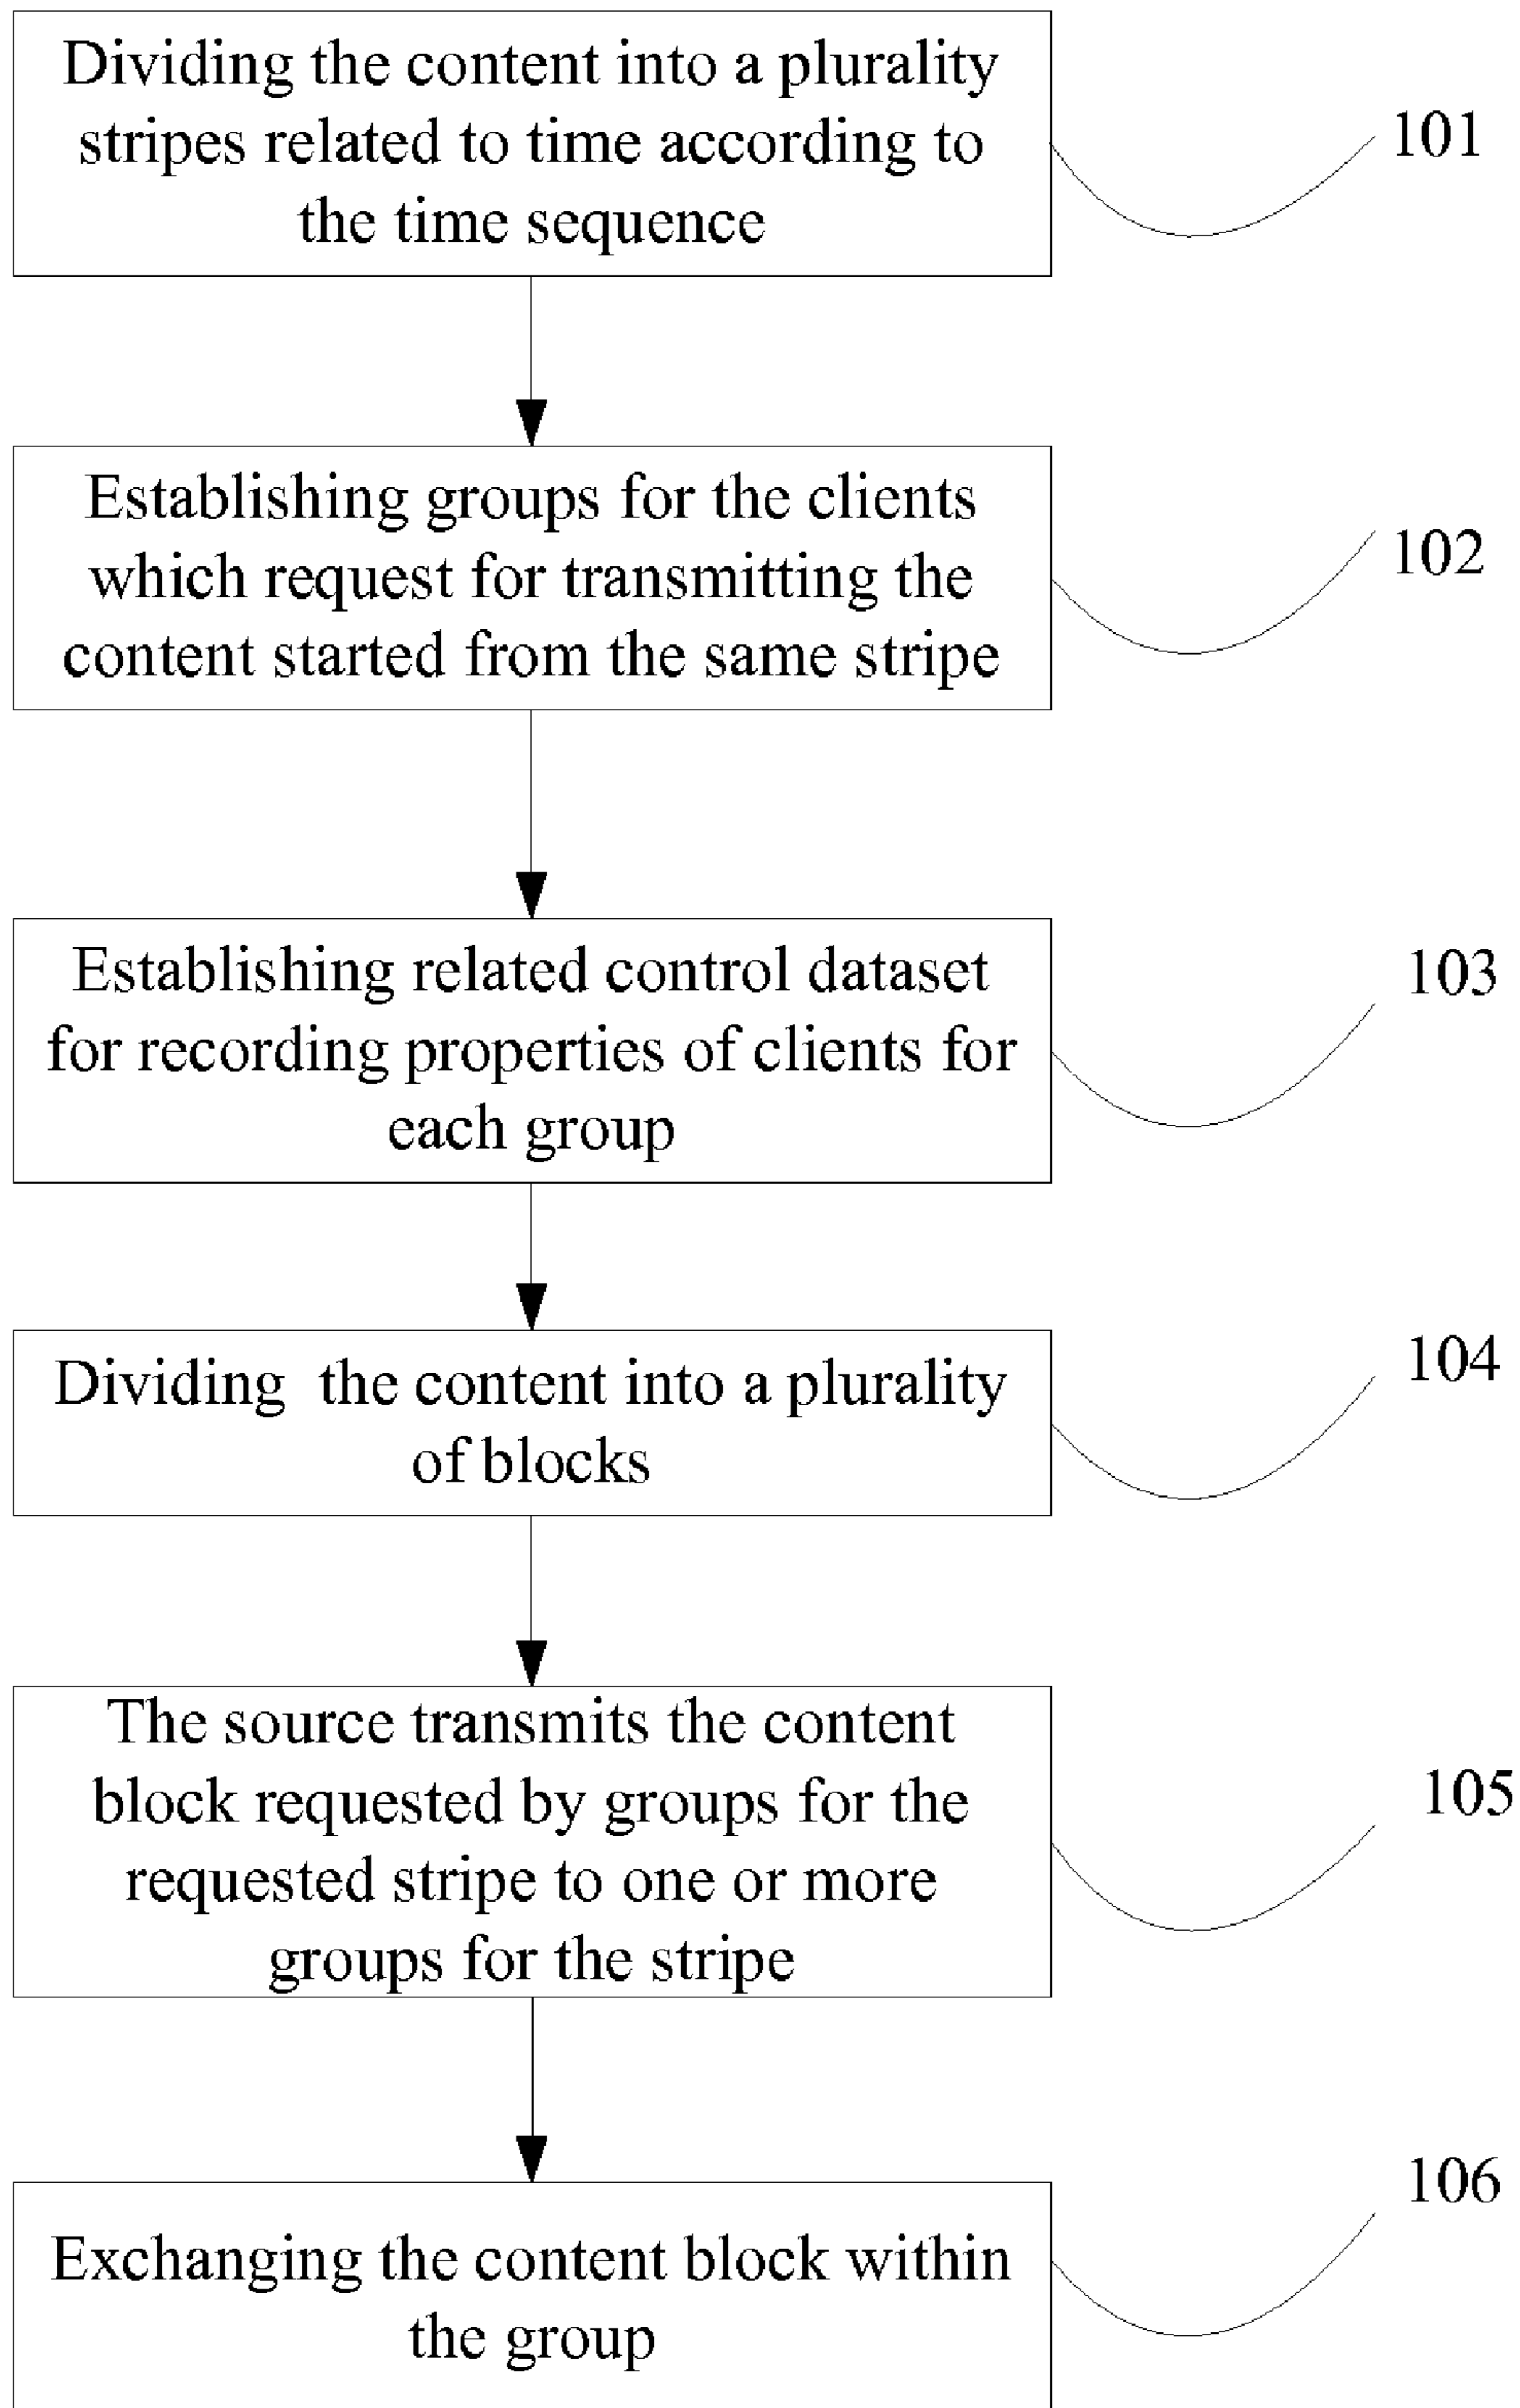 Dividing the content into a plurality
stripes related to time according to
the time sequence
101
Establishing groups for the clients
which request for transmitting the
content started from the same stripe
102
Establishing related control dataset
for recording properties of clients for
each group
103
Dividing the content into a plurality
of blocks
104
The source transmits the content
block requested by groups for the
requested stripe to one or more
groups for the stripe
105
Exchanging the content block within
the group
106